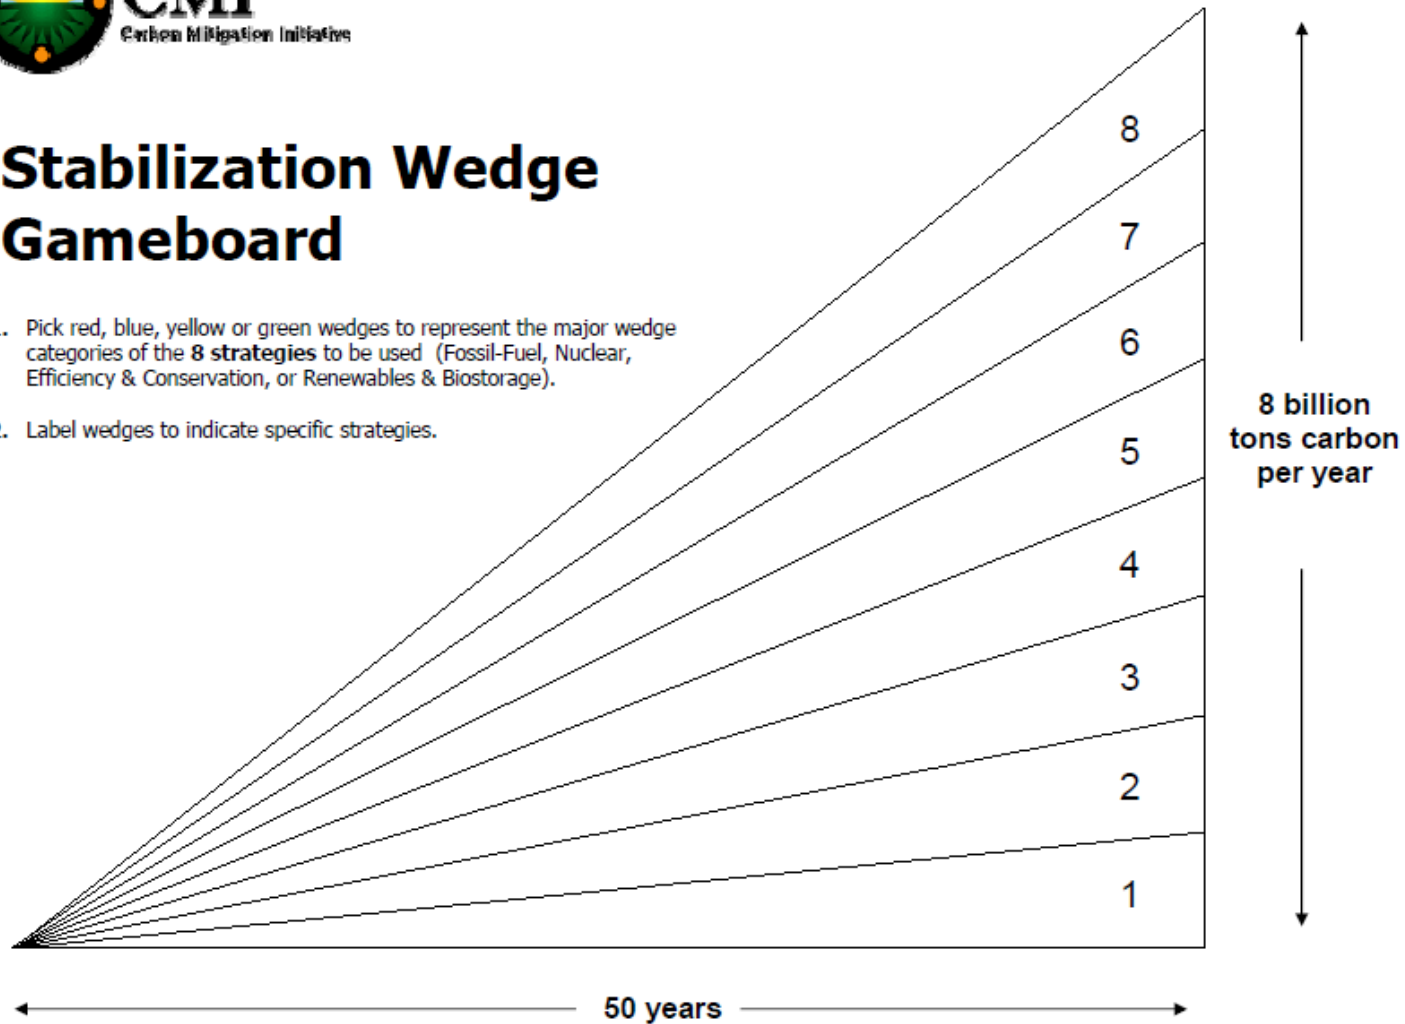 CMI
Carbon Mitigation Initiative
Stabilization Wedge
Gameboard
. Pick red, blue, yellow or green wedges to represent the major wedge
categories of the 8 strategies to be used (Fossil-Fuel, Nuclear,
Efficiency & Conservation, or Renewables & Biostorage).
. Label wedges to indicate specific strategies.
8
7
6
5
4
3
2
1
8 billion
tons carbon
per year
50 years